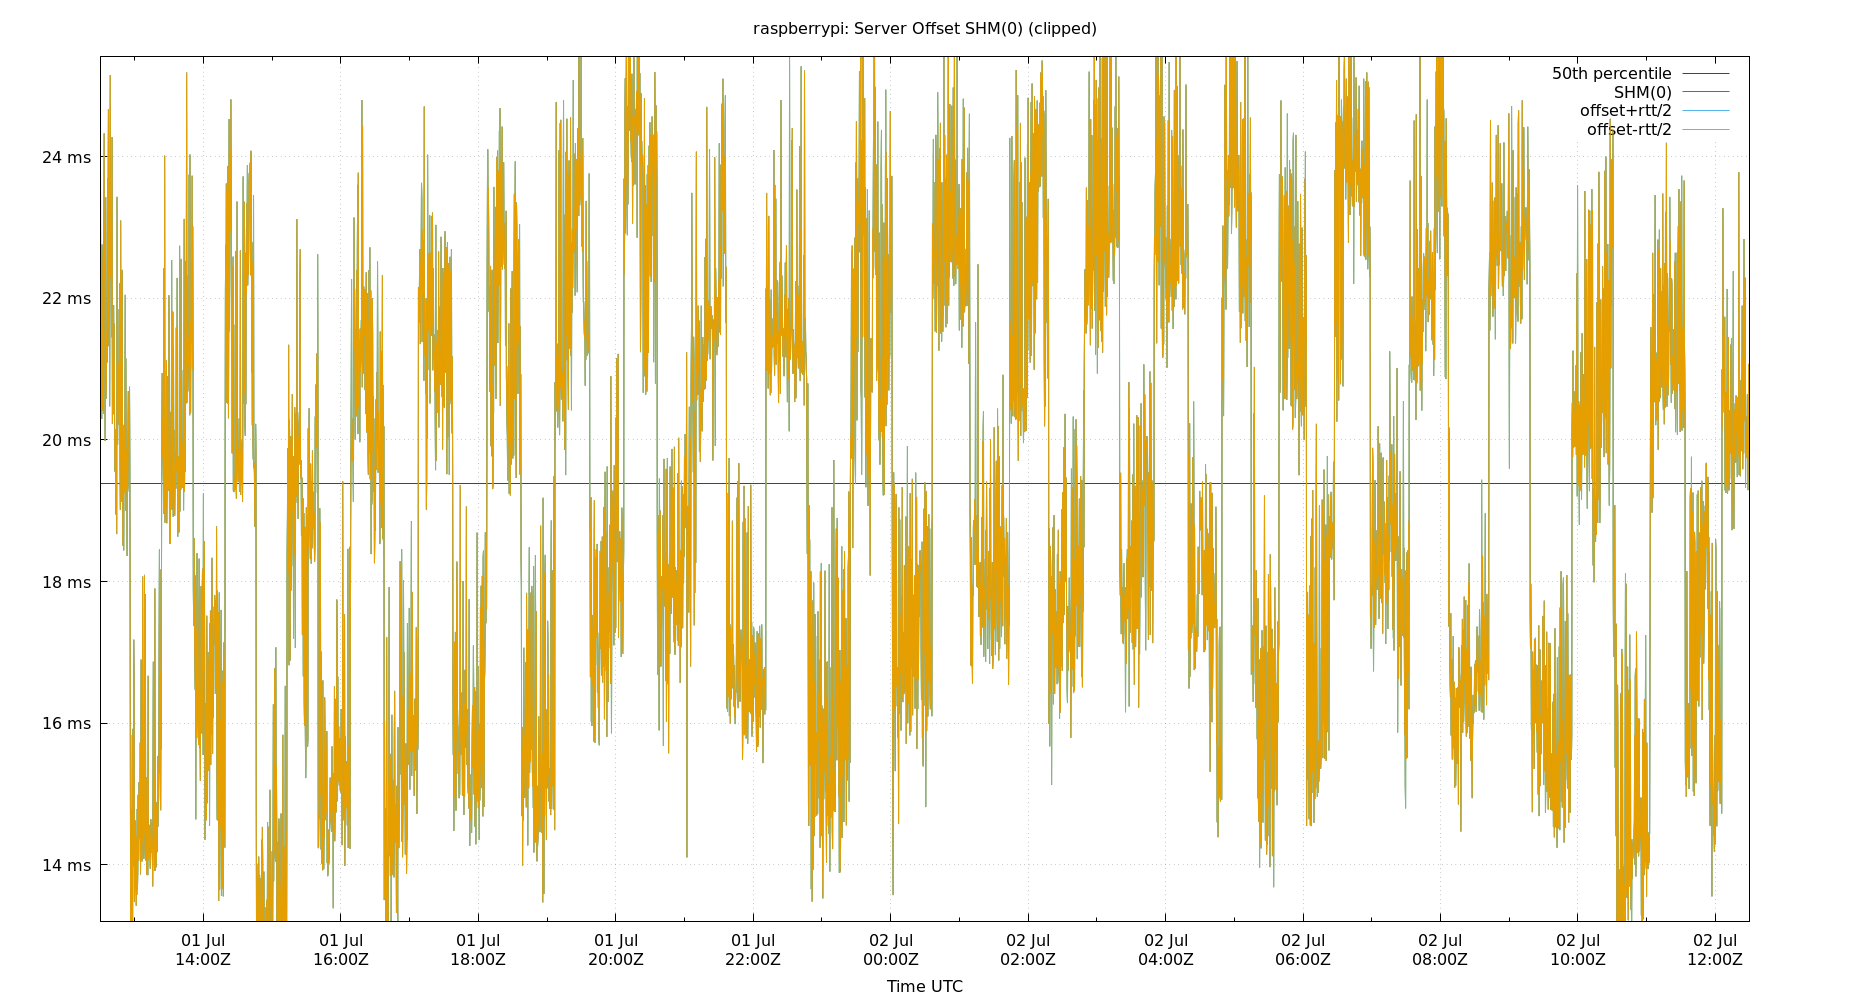 raspberrypi: Server Offset SHM(0) (clipped)
50th percentile
SHM(0)
offset+rtt/2
offset-rtt/2
24 ms
22 ms
20 ms
18 ms
16 ms
14 ms
01 Jul 01 Jul 01 Jul 01 Jul 01 Jul 02 Jul 02 Jul 02 Jul 02 Jul 02 Jul 02 Jul 02 Jul
14:00Z 16:00Z 18:00Z 20:00Z 22:00Z 00:00Z 02:00Z 04:00Z 06:00Z 08:00Z 10:00Z 12:00Z
Time UTC